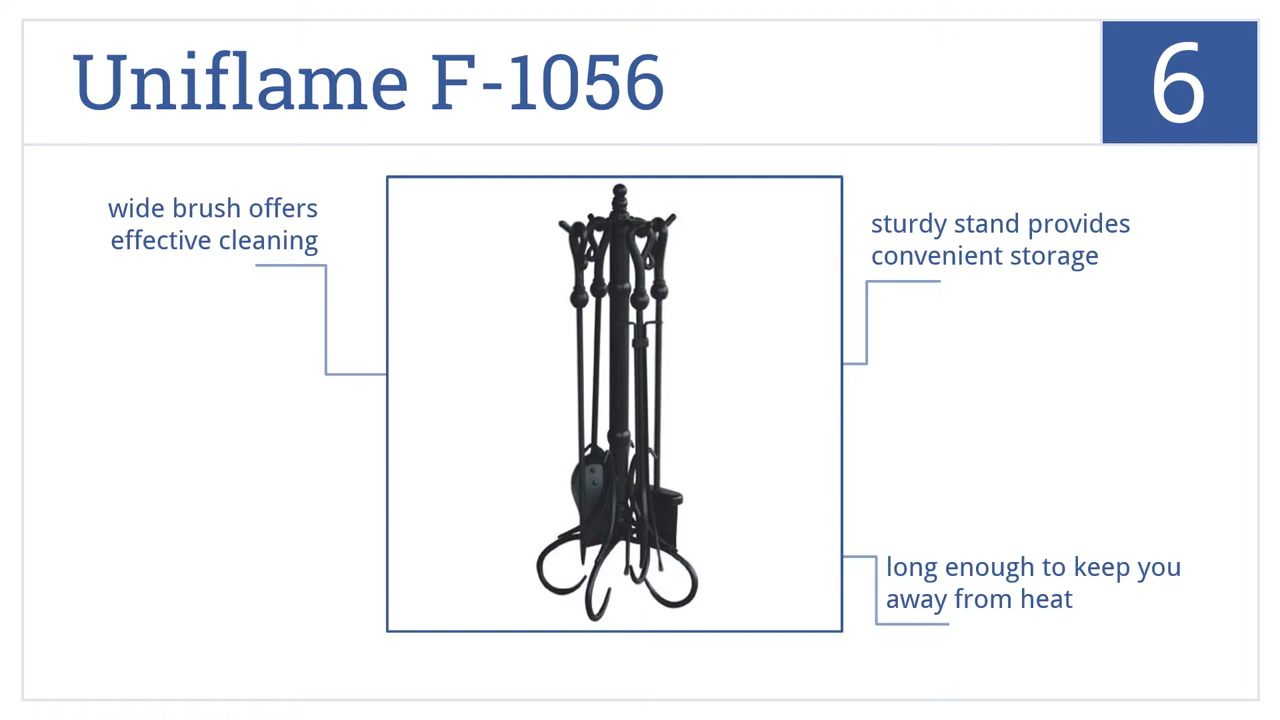 Uniflame F-1056
6
wide brush offers
effective cleaning
sturdy stand provides
convenient storage
long enough to keep you
away from heat